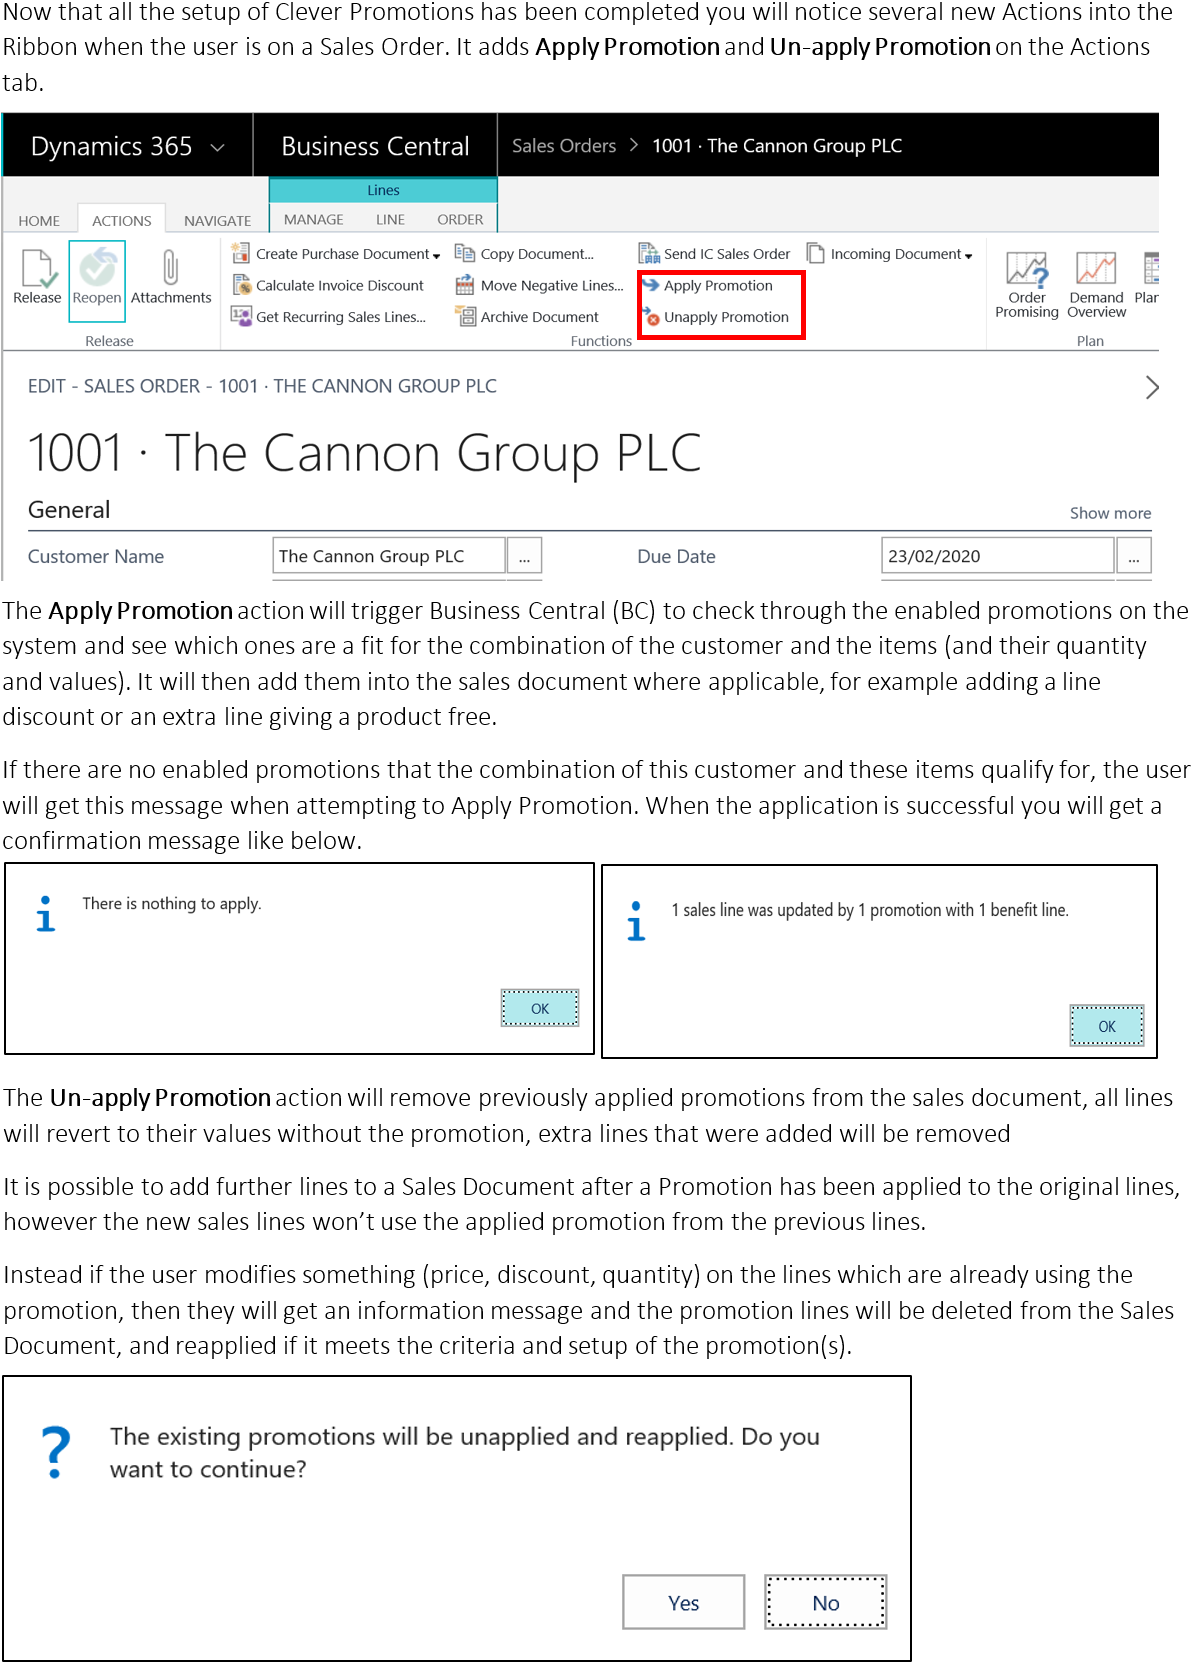 Now that all the setup of Clever Promotions has been completed you will notice several new Actions into the
Ribbon when the user is on a Sales Order. It adds Apply Promotion and Un-apply Promotion on the Actions
tab.
Dynamics 365
Business Central
Sales Orders > 1001 · The Cannon Group PLC
Lines
HOME ACTIONS NAVIGATE MANAGE LINE ORDER
Create Purchase Document Copy Document... Send IC Sales Order Incoming Document
Calculate Invoice Discount Move Negative Lines... Apply Promotion
Get Recurring Sales Lines... Archive Document Unapply Promotion
Release Reopen Attachments
Order Promising Demand Overview Plan
Release Functions Plan
EDIT - SALES ORDER - 1001 · THE CANNON GROUP PLC
1001 · The Cannon Group PLC
General Show more
Customer Name The Cannon Group PLC ... Due Date 23/02/2020 ...
The Apply Promotion action will trigger Business Central (BC) to check through the enabled promotions on the
system and see which ones are a fit for the combination of the customer and the items (and their quantity
and values). It will then add them into the sales document where applicable, for example adding a line
discount or an extra line giving a product free.
If there are no enabled promotions that the combination of this customer and these items qualify for, the user
will get this message when attempting to Apply Promotion. When the application is successful you will get a
confirmation message like below.
There is nothing to apply.
OK
1 sales line was updated by 1 promotion with 1 benefit line.
OK
The Un-apply Promotion action will remove previously applied promotions from the sales document, all lines
will revert to their values without the promotion, extra lines that were added will be removed
It is possible to add further lines to a Sales Document after a Promotion has been applied to the original lines,
however the new sales lines won’t use the applied promotion from the previous lines.
Instead if the user modifies something (price, discount, quantity) on the lines which are already using the
promotion, then they will get an information message and the promotion lines will be deleted from the Sales
Document, and reapplied if it meets the criteria and setup of the promotion(s).
The existing promotions will be unapplied and reapplied. Do you
want to continue?
Yes No